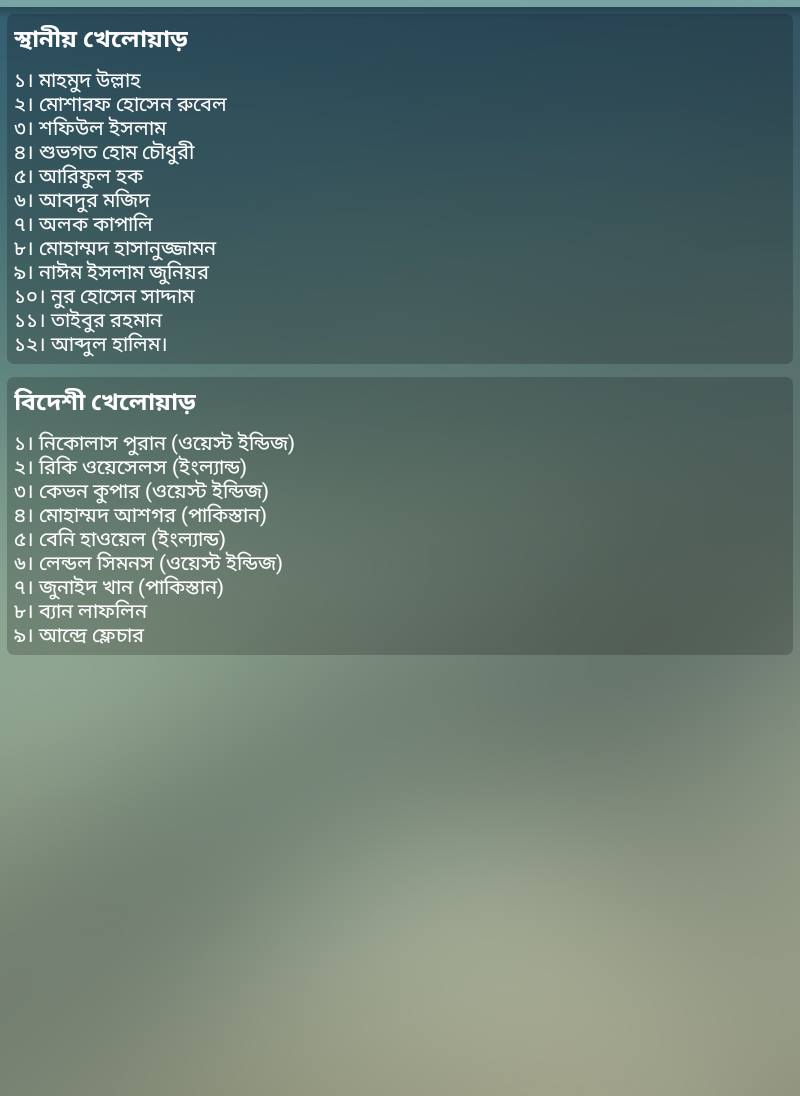 স্থানীয় খেলোয়াড়
১। মাহমুদ উল্লাহ
২। মোশারফ হোসেন রুবেল
৩। শফিউল ইসলাম
৪। শুভগত হোম চৌধুরী
৫। আরিফুল হক
৬। আবদুর মজিদ
৭। অলক কাপালি
৮। মোহাম্মদ হাসানুজ্জামন
৯। নাঈম ইসলাম জুনিয়র
১০। নুর হোসেন সাদ্দাম
১১। তাইবুর রহমান
১২। আব্দুল হালিম।
বিদেশী খেলোয়াড়
১। নিকোলাস পুরান (ওয়েস্ট ইন্ডিজ)
২। রিকি ওয়েসেলস (ইংল্যান্ড)
৩। কেভন কুপার (ওয়েস্ট ইন্ডিজ)
৪। মোহাম্মদ আশগর (পাকিস্তান)
৫। বেনি হাওয়েল (ইংল্যান্ড)
৬। লেন্ডল সিমনস (ওয়েস্ট ইন্ডিজ)
৭। জুনাইদ খান (পাকিস্তান)
৮। ব্যান লাফলিন
৯। আন্দ্রে ফ্লেচার